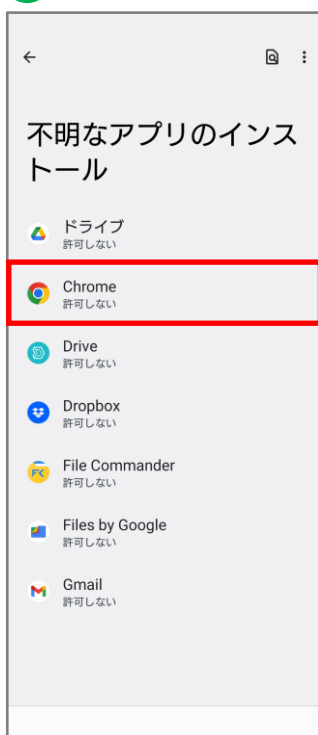 不明なアプリのインス
トール
ドライブ
許可しない
Chrome
許可しない
Drive
許可しない
Dropbox
許可しない
File Commander
許可しない
Files by Google
許可しない
Gmail
許可しない